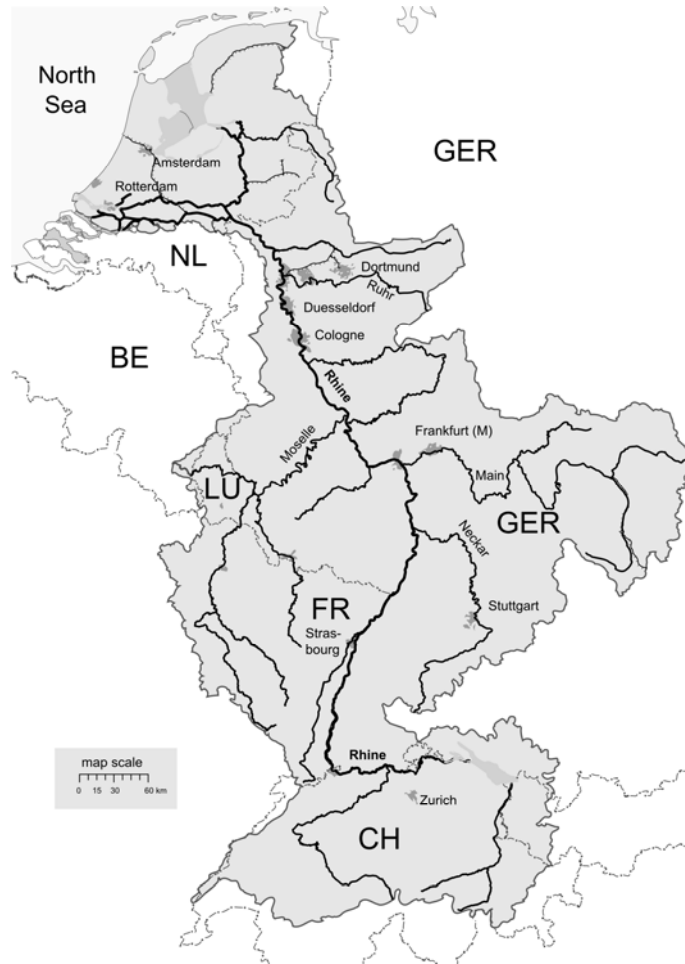 North
Sea
GER
Amsterdam
Rotterdam
NL
Dortmund
Ruhr
Duesseldorf
Cologne
BE
Rhine
Moselle
Frankfurt (M)
Main
LU
GER
Neckar
FR
Stuttgart
Stras-
bourg
Rhine
map scale
0 15 30 60 km
Zurich
CH